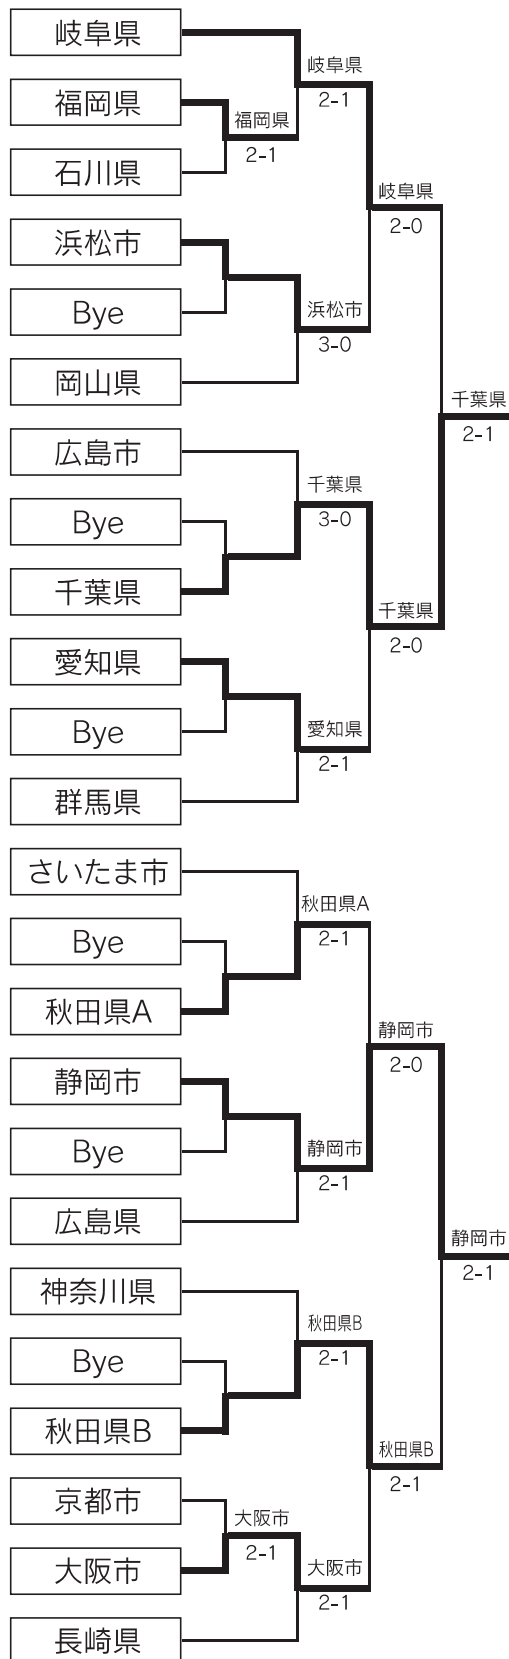 岐阜県
福岡県
石川県
浜松市
Bye
岡山県
広島市
Bye
千葉県
愛知県
Bye
群馬県
さいたま市
Bye
秋田県A
静岡市
Bye
広島県
神奈川県
Bye
秋田県B
京都市
大阪市
長崎県
福岡県
2-1
大阪市
2-1
岐阜県
2-1
浜松市
3-0
千葉県
3-0
愛知県
2-1
秋田県A
2-1
静岡市
2-1
秋田県B
2-1
大阪市
2-1
岐阜県
2-0
千葉県
2-0
静岡市
2-0
秋田県B
2-1
千葉県
2-1
静岡市
2-1